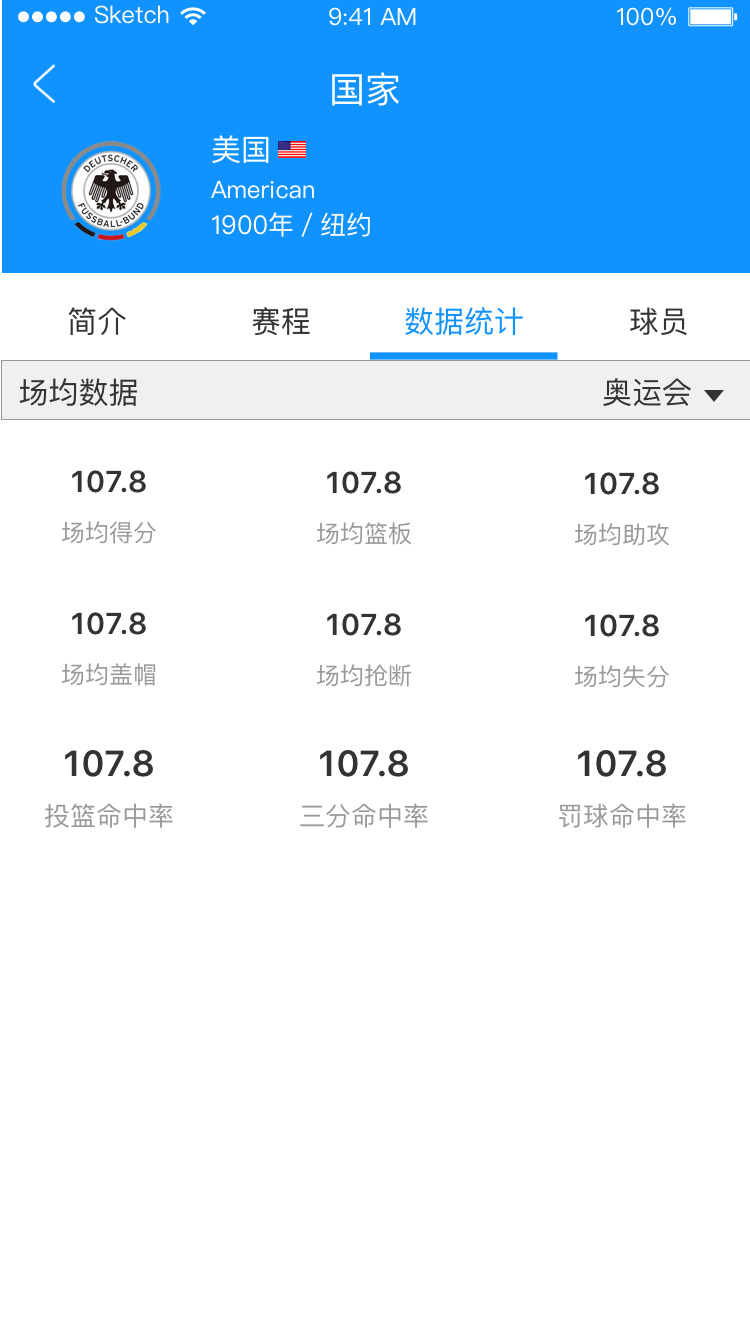 Sketch 9:41 AM 100%
国家
美国
American
1900年 / 纽约
DEUTSCHER
FUSSBALL-BUND
简介 赛程 数据统计 球员
场均数据 奥运会
107.8 107.8 107.8
场均得分 场均篮板 场均助攻
107.8 107.8 107.8
场均盖帽 场均抢断 场均失分
107.8 107.8 107.8
投篮命中率 三分命中率 罚球命中率